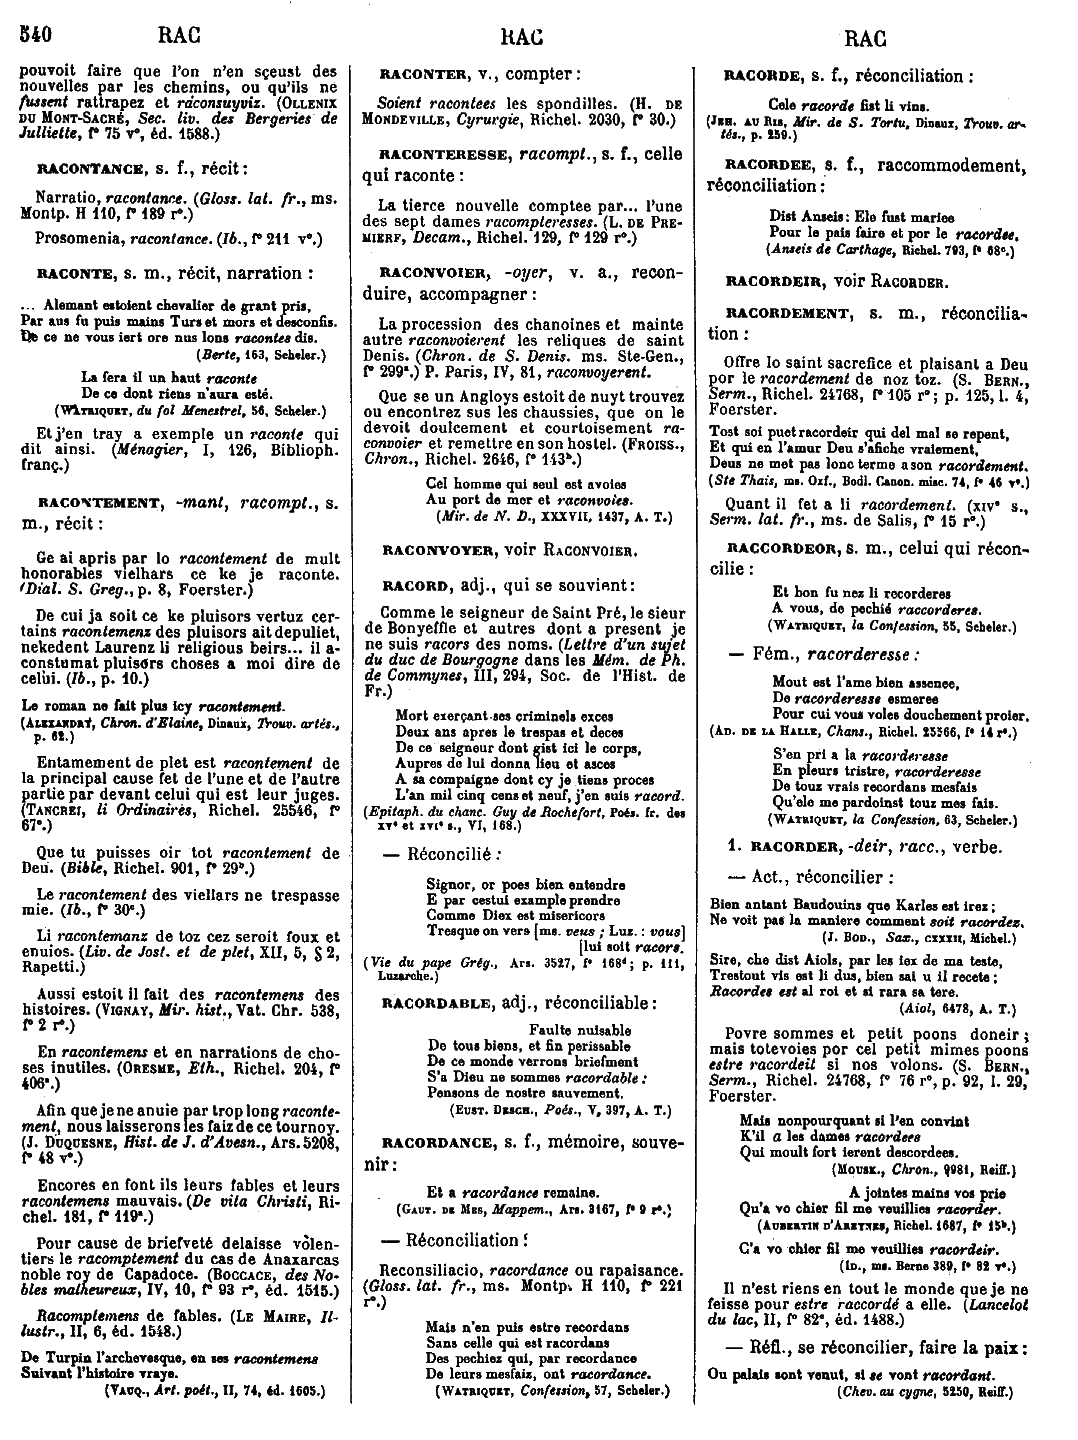 540 RAC RAC RAC
pouvoit faire que l'on n'en sçeust des
nouvelles par les chemins, ou qu'ils ne
fussent rattrapez et raconsuyviz. (OLLENIX
DU MONT-SACRÉ, Sec. liv. des Bergeries de
Julliette, f° 75 v°, éd. 1588.)
RACONTANCE, s. f., récit :
Narratio, racontance. (Gloss. lat. fr., ms.
Montp. H 110, f° 189 r°.)
Prosomenia, racontance. (Ib., f° 211 v°.)
RACONTE, s. m., récit, narration :
... Alemant estoient chevalier de grant pris,
Par aus fu puis mains Turs et mors et desconfis.
De ce ne vous iert ore nus lons racontes dis.
(Berte, 163, Scheler.)
La fera il un haut raconte
De ce dont riens n'aura esté.
(WATRIQUET, du fol Menestrel, 56, Scheler.)
Et j'en tray a exemple un raconte qui
dit ainsi. (Ménagier, I, 126, Biblioph.
franç.)
RACONTEMENT, -mant, racompt., s.
m., récit :
Ge ai apris par lo racontement de mult
honorables vielhars ce ke je raconte.
(Dial. S. Greg., p. 8, Foerster.)
De cui ja soit ce ke pluisors vertuz cer-
tains racontemenz des pluisors ait depuliet,
nekedent Laurenz li religious beirs... il a-
constumat pluisors choses a moi dire de
celui. (Ib., p. 10.)
Le roman ne fait plus icy racontement.
(ALEXANDRE, Chron. d'Elaine, Dinaux, Trouv. artés.,
p. 62.)
Entamement de plet est racontement de
la principal cause fet de l'une et de l'autre
partie par devant celui qui est leur juges.
(TANCREI, li Ordinaires, Richel. 25546, f°
67°.)
Que tu puisses oir tot racontement de
Deu. (Bible, Richel. 901, f° 29b.)
Le racontement des viellars ne trespasse
mie. (Ib., f° 30a.)
Li racontemanz de toz cez seroit foux et
enuios. (Liv. de Jost. et de plet, XII, 5, § 2,
Rapetti.)
Aussi estoit il fait des racontemens des
histoires. (VIGNAY, Mir. hist., Vat. Chr. 538,
f° 2 r°.)
En racontemens et en narrations de cho-
ses inutiles. (ORESME, Eth., Richel. 204, f°
406a.)
Afin que je ne anuie par trop long raconte-
ment, nous laisserons les faiz de ce tournoy.
(J. DUQUESNE, Hist. de J. d'Avesn., Ars. 5208,
f° 48 v°.)
Encores en font ils leurs fables et leurs
racontemens mauvais. (De vita Christi, Ri-
chel. 181, f° 119a.)
Pour cause de briefveté delaisse volen-
tiers le racomptement du cas de Anaxarcas
noble roy de Capadoce. (BOCCACE, des No-
bles malheureux, IV, 10, f° 93 r°, éd. 1515.)
Racomplemens de fables. (LE MAIRE, Il-
lustr., II, 6, éd. 1548.)
De Turpin l'archevesque, en ses racontemens
Suivant l'histoire vraye.
(VAUQ., Art. poét., II, 74, éd. 1605.)
RACONTER, v., compter :
Soient racontees les spondilles. (H. DE
MONDEVILLE, Cyrurgie, Richel. 2030, f° 30.)
RACONTERESSE, racompt., s. f., celle
qui raconte :
La tierce nouvelle comptee par... l'une
des sept dames racompteresses. (L. DE PRE-
MIERF, Decam., Richel. 129, f° 129 r°.)
RACONVOIER, -oyer, v. a., recon-
duire, accompagner :
La procession des chanoines et mainte
autre raconvoierent les reliques de saint
Denis. (Chron. de S. Denis. ms. Ste-Gen.,
f° 299a.) P. Paris, IV, 81, raconvoyerent.
Que se un Angloys estoit de nuyt trouvez
ou encontrez sus les chaussies, que on le
devoit doulcement et courtoisement ra-
convoier et remettre en son hostel. (FROISS.,
Chron., Richel. 2646, f° 143b.)
Cel homme qui seul est avoies
Au port de mer et raconvoies.
(Mir. de N. D., XXXVII, 1437, A. T.)
RACONVOYER, voir RACONVOIER.
RACORD, adj., qui se souvient :
Comme le seigneur de Saint Pré, le sieur
de Bonyeffle et autres dont a present je
ne suis racors des noms. (Lettre d'un sujet
du duc de Bourgogne dans les Mém. de Ph.
de Commynes, III, 294, Soc. de l'Hist. de
Fr.)
Mort exerçant ses criminels exces
Deux ans apres le trespas et deces
De ce seigneur dont gist ici le corps,
Aupres de lui donna lieu et asces
A sa compaigne dont cy je tiens proces
L'an mil cinq cens et neuf, j'en suis racord.
(Epitaph. du chanc. Guy de Rochefort, Poés. fr. des
XVe et XVIe s., VI, 168.)
— Réconcilié :
Signor, or poes bien entendre
E par cestui example prendre
Comme Diex est misericors
Tresque on vers [ms. veus ; Luz. : vous]
[lui soit racors.
(Vie du pape Grég., Ars. 3527, f° 168d ; p. 111,
Luzarche.)
RACORDABLE, adj., réconciliable :
Faulte nuisable
De tous biens, et fin perissable
De ce monde verrons briefment
S'a Dieu ne sommes racordable :
Pensons de nostre sauvement.
(EUST. DESCH., Poés., V, 397, A. T.)
RACORDANCE, s. f., mémoire, souve-
nir :
Et a racordance remaine.
(GAUT. DE MES, Mappem., Ars. 3167, f° 9 r°.)
— Réconciliation :
Reconsiliacio, racordance ou rapaisance.
(Gloss. lat. fr., ms. Montp. H 110, f° 221
r°.)
Mais n'en puis estre recordans
Sans celle qui est racordans
Des pechiez qui, par recordance
De leurs mesfaiz, ont racordance.
(WATRIQUET, Confession, 57, Scheler.)
RACORDE, s. f., réconciliation :
Cele racorde fist li vins.
(JEH. AU RIS, Mir. de S. Tortu, Dinaux, Trouv. ar-
tés., p. 259.)
RACORDEE, s. f., raccommodement,
réconciliation :
Dist Anseis : Ele fust mariee
Pour le pais faire et por le racordee.
(Anseis de Carthage, Richel. 793, f° 68c.)
RACORDEIR, voir RACORDER.
RACORDEMENT, s. m., réconcilia-
tion :
Offre lo saint sacrefice et plaisant a Deu
por le racordement de noz toz. (S. BERN.,
Serm., Richel. 24768, f° 105 r° ; p. 125, l. 4,
Foerster.
Tost soi puet racordeir qui del mal se repent,
Et qui en l'amur Deu s'afiche vraiement,
Deus ne met pas lonc terme a son racordement.
(Ste Thais, ms. Oxf., Bodl. Canon. misc. 74, f° 46 v°.)
Quant il fet a li racordement. (XIVe s.,
Serm. lat. fr., ms. de Salis, f° 15 r°.)
RACCORDEOR, s. m., celui qui récon-
cilie :
Et bon fu nez li recorderes
A vous, de pechié raccorderes.
(WATRIQUET, la Confession, 55, Scheler.)
— Fém., racorderesse :
Mout est l'ame bien assenee,
De racorderesse esmeree
Pour cui vous voles douchement proier.
(AD. DE LA HALLE, Chans., Richel. 25566, f° 14 r°.)
S'en pri a la racorderesse
En pleurs tristre, racorderesse
De touz vrais recordans mesfais
Qu'ele me pardoinst touz mes fais.
(WATRIQUET, la Confession, 63, Scheler.)
1. RACORDER, -deir, racc., verbe.
— Act., réconcilier :
Bien antant Baudouins que Karles est irez ;
Ne voit pas la maniere comment soit racordez.
(J. BOD., Sax., CXXXII, Michel.)
Sire, che dist Aiols, par les iex de ma teste,
Trestout vis est li dus, bien sai u il recete ;
Racordes est al roi et si rara sa tere.
(Aiol, 6478, A. T.)
Povre sommes et petit poons doneir ;
mais totevoies por cel petit mimes poons
estre racordeit si nos volons. (S. BERN.,
Serm., Richel. 24768, f° 76 r°, p. 92, l. 29,
Foerster.
Mais nonpourquant si l'en convint
K'il a les dames racordees
Qui moult fort ierent descordees.
(MOUSK., Chron., 9981, Reiff.)
A jointes mains vos prie
Qu'a vo chier fil me veuillies racorder.
(AUBERTIN D'ARETNES, Richel. 1687, f° 15b.)
C'a vo chier fil me veuillies racordeir.
(ID., ms. Berne 389, f° 82 v°.)
Il n'est riens en tout le monde que je ne
feisse pour estre raccordé a elle. (Lancelot
du lac, II, f° 82a, éd. 1488.)
— Réfl., se réconcilier, faire la paix :
Ou palais sont venut, si se vont racordant.
(Chev. au cygne, 5250, Reiff.)